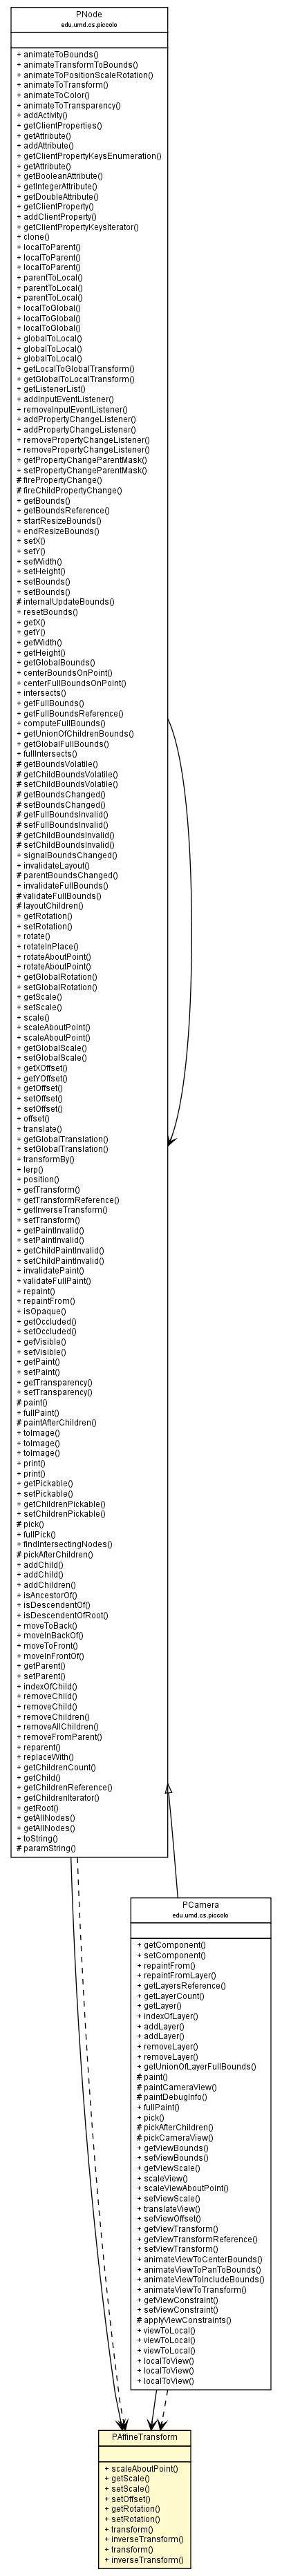 PNode
edu.umd.cs.piccolo
+ animateToBounds()
+ animateTransformToBounds()
+ animateToPositionScaleRotation()
+ animateToTransform()
+ animateToColor()
+ animateToTransparency()
+ addActivity()
+ getClientProperties()
+ getAttribute()
+ addAttribute()
+ getClientPropertyKeysEnumeration()
+ getAttribute()
+ getBooleanAttribute()
+ getIntegerAttribute()
+ getDoubleAttribute()
+ getClientProperty()
+ addClientProperty()
+ getClientPropertyKeysIterator()
+ clone()
+ localToParent()
+ localToParent()
+ localToParent()
+ parentToLocal()
+ parentToLocal()
+ parentToLocal()
+ localToGlobal()
+ localToGlobal()
+ localToGlobal()
+ globalToLocal()
+ globalToLocal()
+ globalToLocal()
+ getLocalToGlobalTransform()
+ getGlobalToLocalTransform()
+ getListenerList()
+ addInputEventListener()
+ removeInputEventListener()
+ addPropertyChangeListener()
+ addPropertyChangeListener()
+ removePropertyChangeListener()
+ removePropertyChangeListener()
+ getPropertyChangeParentMask()
+ setPropertyChangeParentMask()
# firePropertyChange()
# fireChildPropertyChange()
+ getBounds()
+ getBoundsReference()
+ startResizeBounds()
+ endResizeBounds()
+ setX()
+ setY()
+ setWidth()
+ setHeight()
+ setBounds()
+ setBounds()
# internalUpdateBounds()
+ resetBounds()
+ getX()
+ getY()
+ getWidth()
+ getHeight()
+ getGlobalBounds()
+ centerBoundsOnPoint()
+ centerFullBoundsOnPoint()
+ intersects()
+ getFullBounds()
+ getFullBoundsReference()
+ computeFullBounds()
+ getUnionOfChildrenBounds()
+ getGlobalFullBounds()
+ fullIntersects()
# getBoundsVolatile()
# getChildBoundsVolatile()
# setChildBoundsVolatile()
# getBoundsChanged()
# setBoundsChanged()
# getFullBoundsInvalid()
# setFullBoundsInvalid()
# getChildBoundsInvalid()
# setChildBoundsInvalid()
+ signalBoundsChanged()
+ invalidateLayout()
# parentBoundsChanged()
+ invalidateFullBounds()
# validateFullBounds()
# layoutChildren()
+ getRotation()
+ setRotation()
+ rotate()
+ rotateInPlace()
+ rotateAboutPoint()
+ rotateAboutPoint()
+ getGlobalRotation()
+ setGlobalRotation()
+ getScale()
+ setScale()
+ scale()
+ scaleAboutPoint()
+ scaleAboutPoint()
+ getGlobalScale()
+ setGlobalScale()
+ getXOffset()
+ getYOffset()
+ getOffset()
+ setOffset()
+ setOffset()
+ offset()
+ translate()
+ getGlobalTranslation()
+ setGlobalTranslation()
+ transformBy()
+ lerp()
+ position()
+ getTransform()
+ getTransformReference()
+ getInverseTransform()
+ setTransform()
+ getPaintInvalid()
+ setPaintInvalid()
+ getChildPaintInvalid()
+ setChildPaintInvalid()
+ invalidatePaint()
+ validateFullPaint()
+ repaint()
+ repaintFrom()
+ isOpaque()
+ getOccluded()
+ setOccluded()
+ getVisible()
+ setVisible()
+ getPaint()
+ setPaint()
+ getTransparency()
+ setTransparency()
# paint()
+ fullPaint()
# paintAfterChildren()
+ toImage()
+ toImage()
+ toImage()
+ print()
+ print()
+ getPickable()
+ setPickable()
+ getChildrenPickable()
+ setChildrenPickable()
# pick()
+ fullPick()
+ findIntersectingNodes()
# pickAfterChildren()
+ addChild()
+ addChild()
+ addChildren()
+ isAncestorOf()
+ isDescendentOf()
+ isDescendentOfRoot()
+ moveToBack()
+ moveInBackOf()
+ moveToFront()
+ moveInFrontOf()
+ getParent()
+ setParent()
+ indexOfChild()
+ removeChild()
+ removeChild()
+ removeChildren()
+ removeAllChildren()
+ removeFromParent()
+ reparent()
+ replaceWith()
+ getChildrenCount()
+ getChild()
+ getChildrenReference()
+ getChildrenIterator()
+ getRoot()
+ getAllNodes()
+ getAllNodes()
+ toString()
# paramString()
PCamera
edu.umd.cs.piccolo
+ getComponent()
+ setComponent()
+ repaintFrom()
+ repaintFromLayer()
+ getLayersReference()
+ getLayerCount()
+ getLayer()
+ indexOfLayer()
+ addLayer()
+ addLayer()
+ removeLayer()
+ removeLayer()
+ getUnionOfLayerFullBounds()
# paint()
# paintCameraView()
# paintDebugInfo()
+ fullPaint()
+ pick()
# pickAfterChildren()
# pickCameraView()
+ getViewBounds()
+ setViewBounds()
+ getViewScale()
+ scaleView()
+ scaleViewAboutPoint()
+ setViewScale()
+ translateView()
+ setViewOffset()
+ getViewTransform()
+ getViewTransformReference()
+ setViewTransform()
+ animateViewToCenterBounds()
+ animateViewToPanToBounds()
+ animateViewToIncludeBounds()
+ animateViewToTransform()
+ getViewConstraint()
+ setViewConstraint()
# applyViewConstraints()
+ viewToLocal()
+ viewToLocal()
+ viewToLocal()
+ localToView()
+ localToView()
+ localToView()
PAffineTransform
+ scaleAboutPoint()
+ getScale()
+ setScale()
+ setOffset()
+ getRotation()
+ setRotation()
+ transform()
+ inverseTransform()
+ transform()
+ inverseTransform()